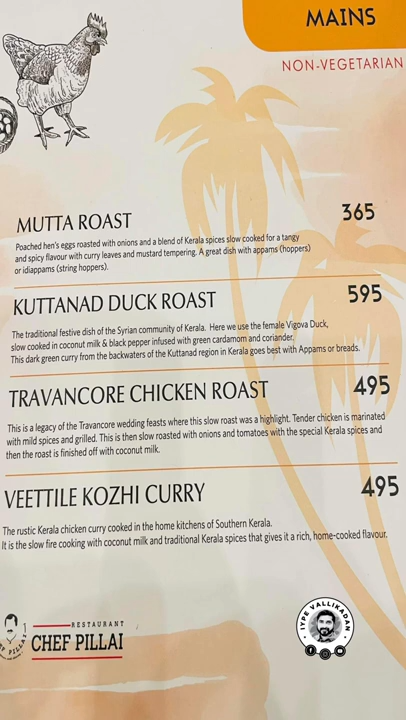 MAINS
NON-VEGETARIAN
MUTTA ROAST 365
Poached hen's eggs roasted with onions and a blend of Kerala spices slow cooked for a tangy
and spicy flavour with curry leaves and mustard tempering. A great dish with appams (hoppers)
or idiappams (string hoppers).
KUTTANAD DUCK ROAST 595
The traditional festive dish of the Syrian community of Kerala. Here we use the female Vigova Duck,
slow cooked in coconut milk & black pepper infused with green cardamom and coriander.
This dark green curry from the backwaters of the Kuttanad region in Kerala goes best with Appams or breads.
TRAVANCORE CHICKEN ROAST 495
This is a legacy of the Travancore wedding feasts where this slow roast was a highlight. Tender chicken is marinated
with mild spices and grilled. This is then slow roasted with onions and tomatoes with the special Kerala spices and
then the roast is finished off with coconut milk.
VEETTILE KOZHI CURRY 495
The rustic Kerala chicken curry cooked in the home kitchens of Southern Kerala.
It is the slow fire cooking with coconut milk and traditional Kerala spices that gives it a rich, home-cooked flavour.
RESTAURANT
CHEF PILLAI
IYPE VALLIKADAN